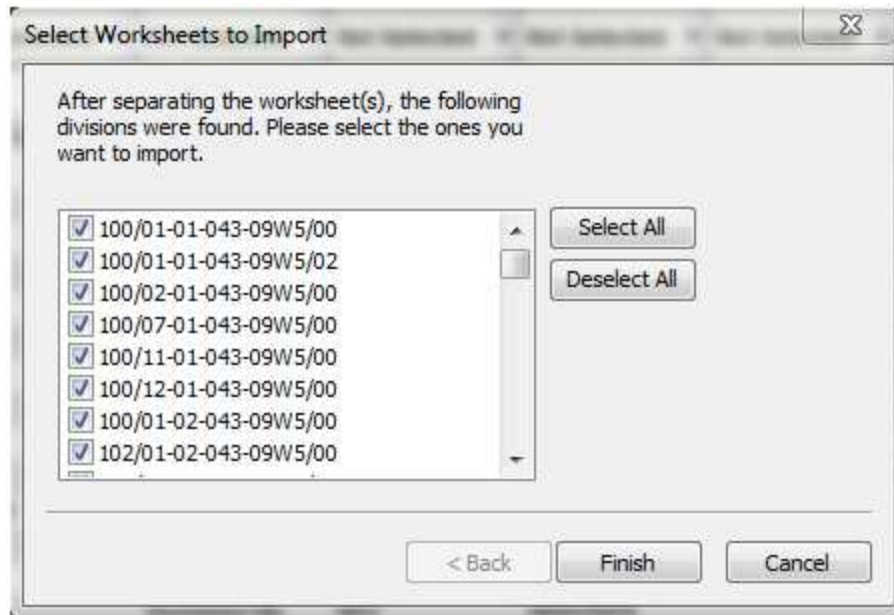 Select Worksheets to Import
After separating the worksheet(s), the following
divisions were found. Please select the ones you
want to import.
100/01-01-043-09W5/00
100/01-01-043-09W5/02
100/02-01-043-09W5/00
100/07-01-043-09W5/00
100/11-01-043-09W5/00
100/12-01-043-09W5/00
100/01-02-043-09W5/00
102/01-02-043-09W5/00
Select All
Deselect All
< Back
Finish
Cancel